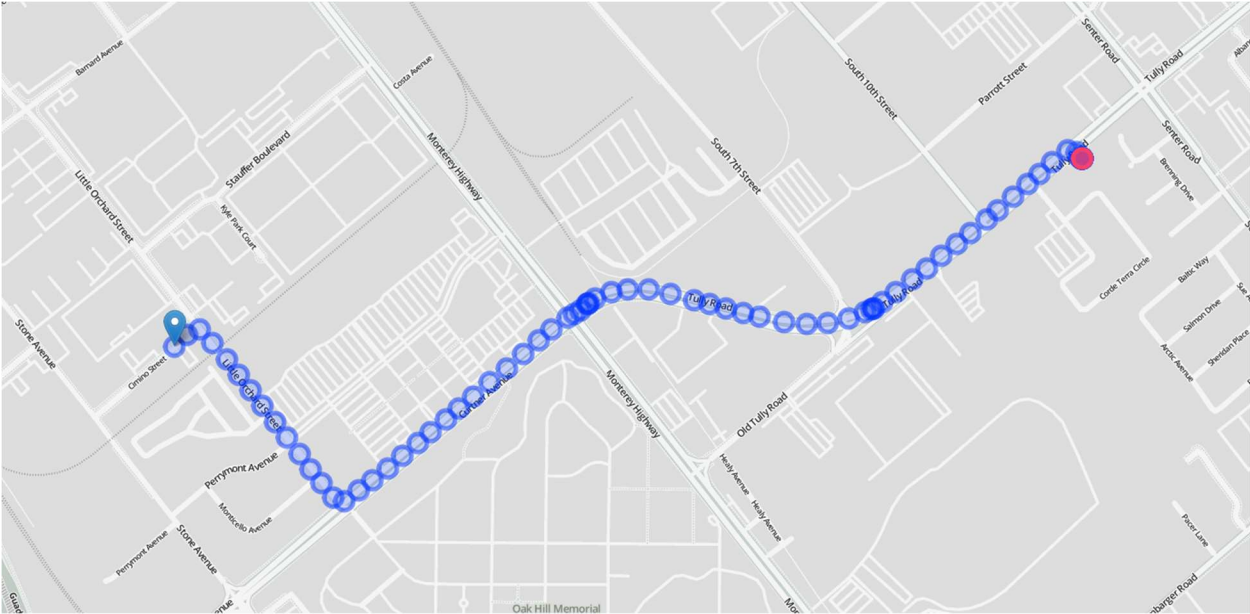 Senter Road
Barnard Avenue
Costa Avenue
South 10th Street
Parrott Street
Tully Road
Senter Road
Monterey Highway
South 7th Street
Stauffer Boulevard
Little Orchard Street
Kyle Park Court
Brenning Drive
Baltic Way
Corde Terra Circle
Salmon Drive
Sheridan Place
Arctic Avenue
Tully Road
Tully Road
Stone Avenue
Cimino Street
Little Orchard Street
Curtner Avenue
Monterey Highway
Old Tully Road
Perrymont Avenue
Healy Avenue
Healy Avenue
Monticello Avenue
Stone Avenue
Perrymont Avenue
Pacer Lane
Oak Hill Memorial